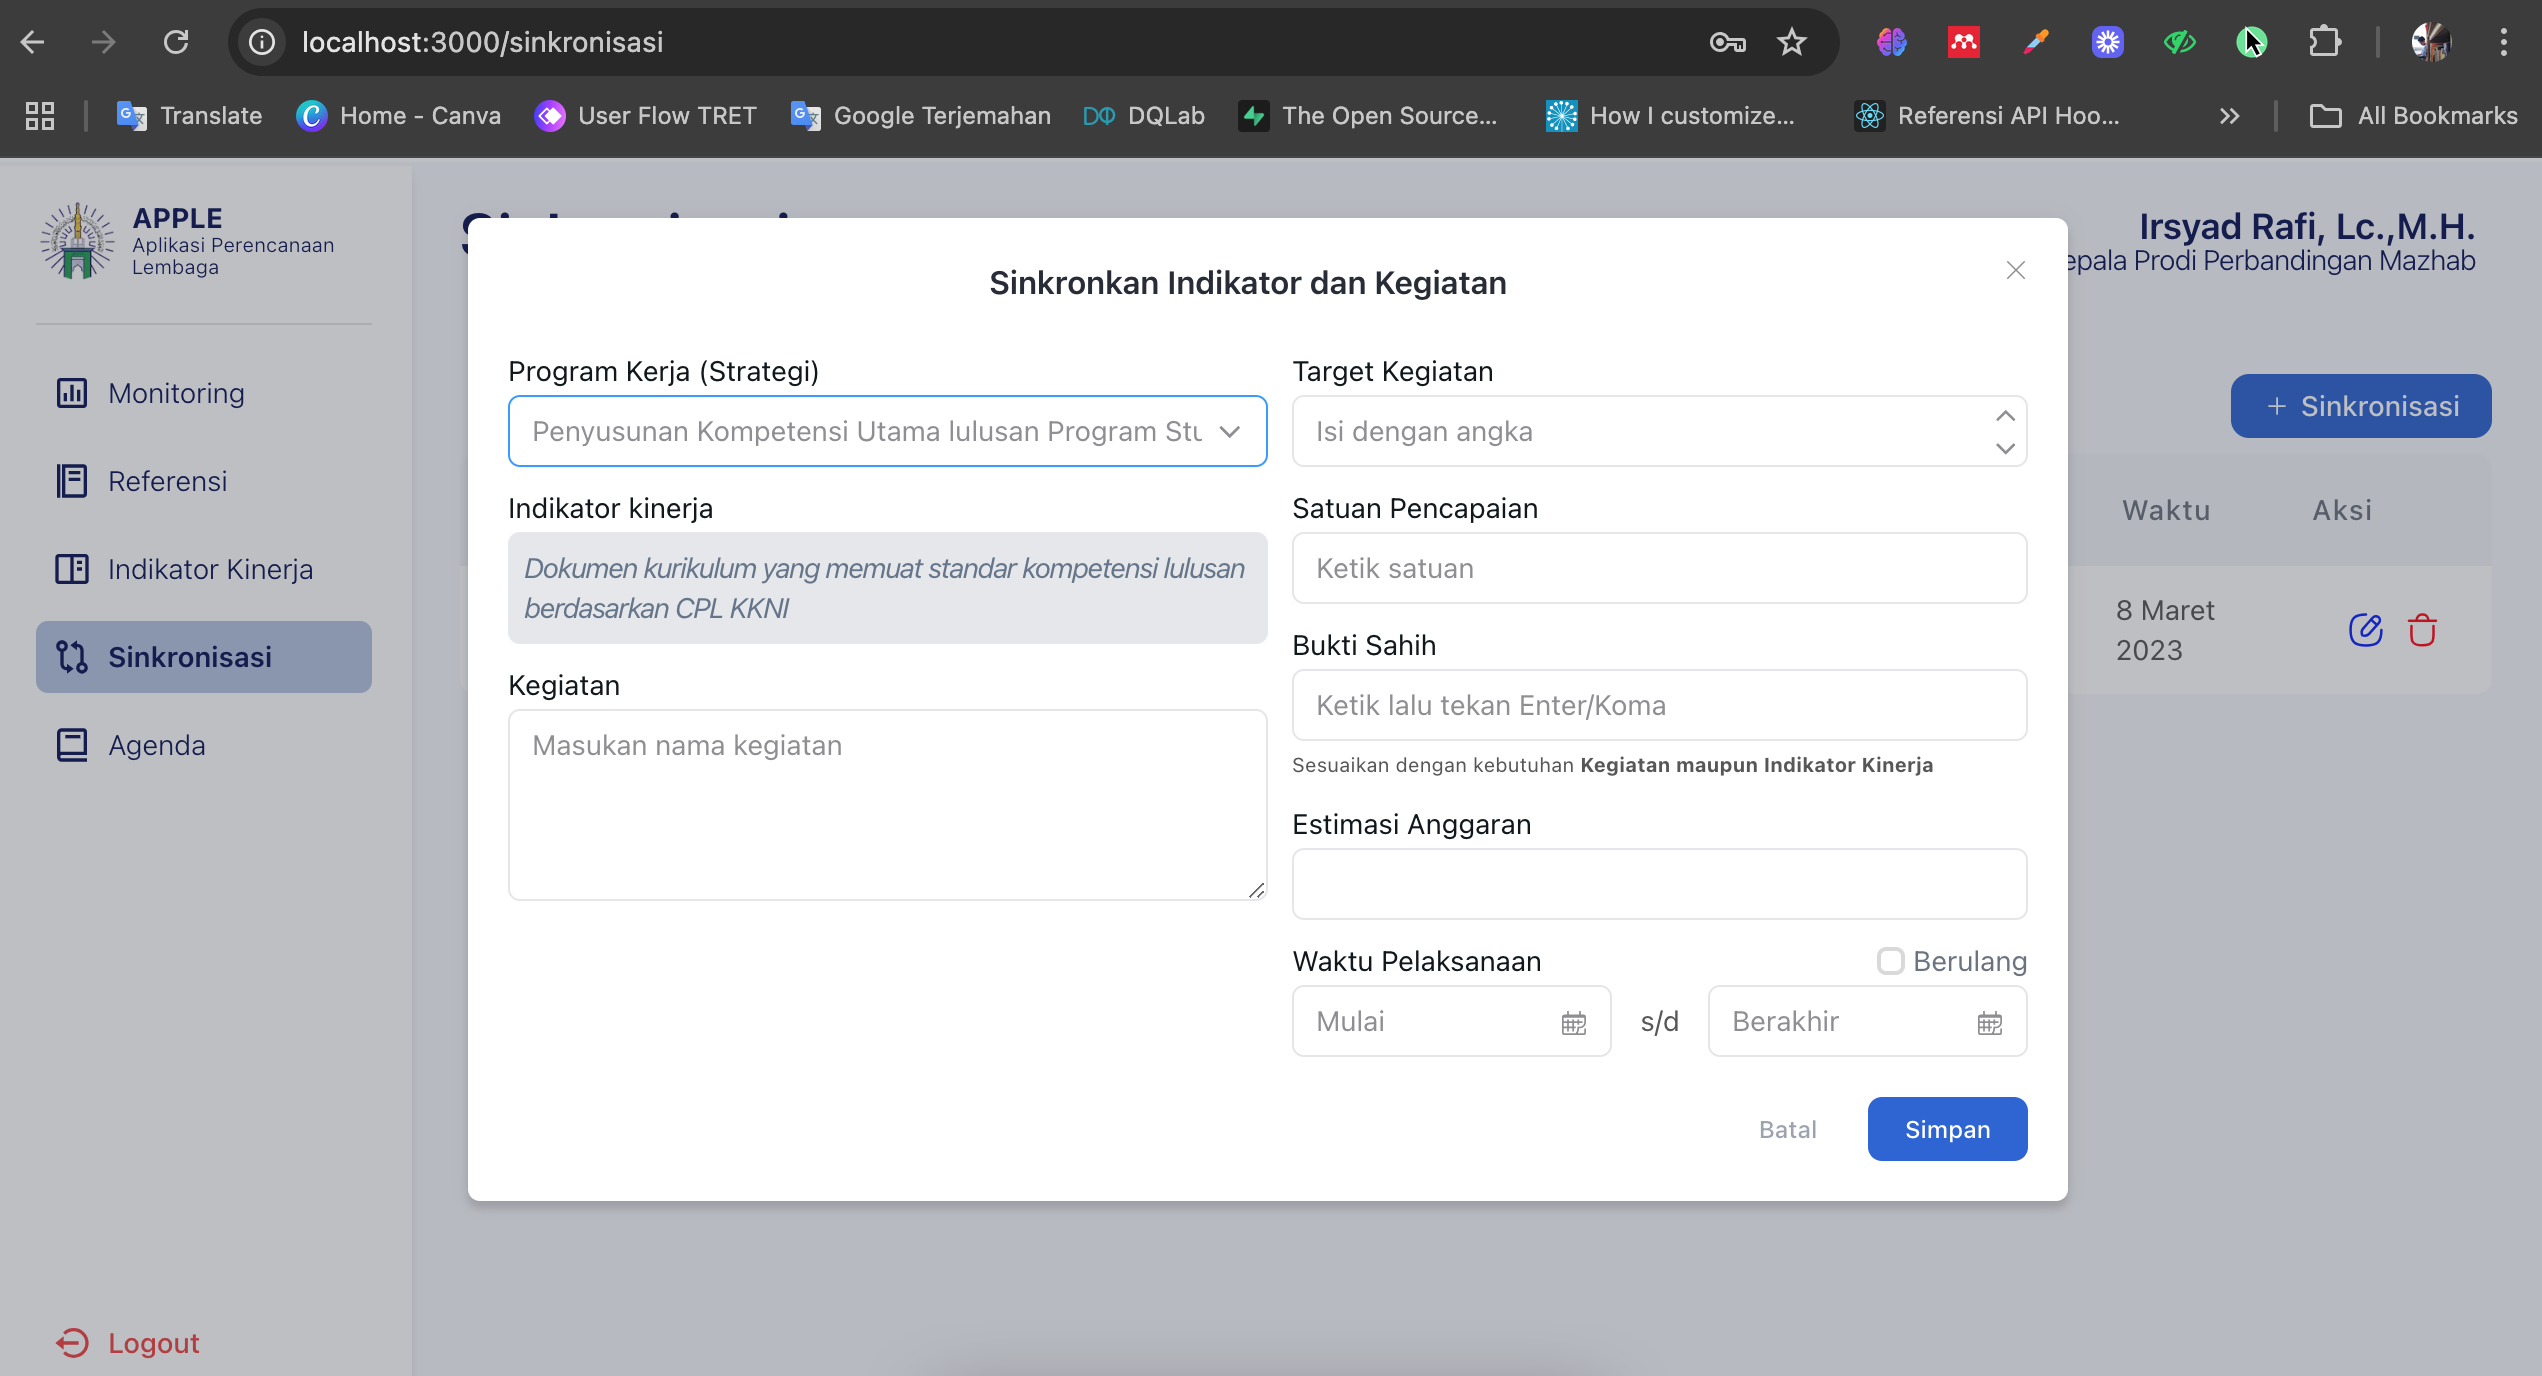 localhost:3000/sinkronisasi
Translate
Home - Canva
User Flow TRET
Google Terjemahan
DQLab
The Open Source...
How I customize...
Referensi API Hoo...
All Bookmarks
APPLE
Aplikasi Perencanaan
Lembaga
Monitoring
Referensi
Indikator Kinerja
Sinkronisasi
Agenda
Logout
Irsyad Rafi, Lc.,M.H.
epala Prodi Perbandingan Mazhab
+ Sinkronisasi
Waktu
Aksi
8 Maret
2023
Sinkronkan Indikator dan Kegiatan
Program Kerja (Strategi)
Penyusunan Kompetensi Utama lulusan Program Stu
Indikator kinerja
Dokumen kurikulum yang memuat standar kompetensi lulusan
berdasarkan CPL KKNI
Kegiatan
Masukan nama kegiatan
Target Kegiatan
Isi dengan angka
Satuan Pencapaian
Ketik satuan
Bukti Sahih
Ketik lalu tekan Enter/Koma
Sesuaikan dengan kebutuhan Kegiatan maupun Indikator Kinerja
Estimasi Anggaran
Waktu Pelaksanaan
Berulang
Mulai
s/d
Berakhir
Batal
Simpan